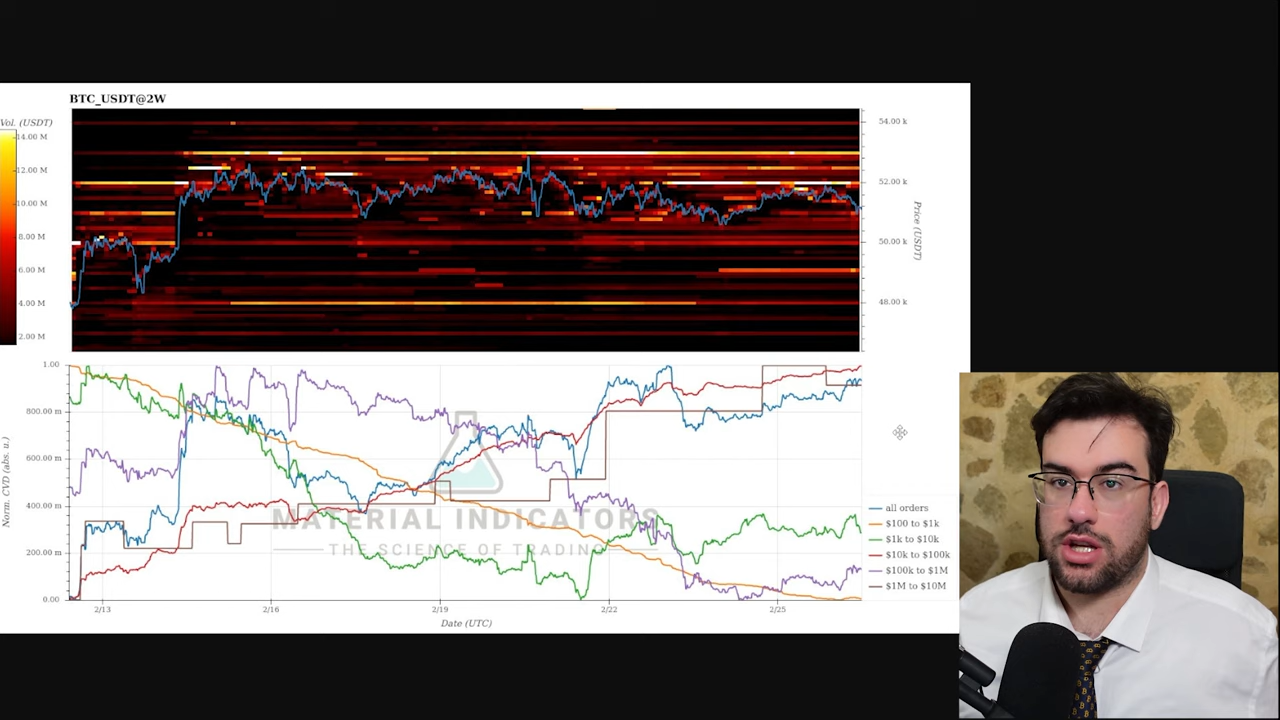 BTC_USDT@2W
Vol. (USDT)
14.00 M
12.00 M
10.00 M
8.00 M
6.00 M
4.00 M
2.00 M
54.00 k
52.00 k
50.00 k
48.00 k
Price (USDT)
1.00
800.00 m
600.00 m
400.00 m
200.00 m
0.00
Norm. CVD (abs. u.)
MATERIAL INDICATORS
THE SCIENCE OF TRADING
2/13
2/16
2/19
2/22
2/25
Date (UTC)
all orders
$100 to $1k
$1k to $10k
$10k to $100k
$100k to $1M
$1M to $10M